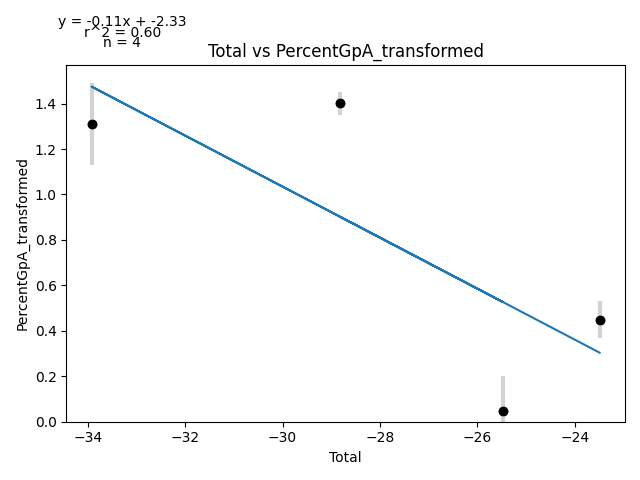 y = -0.11x + -2.33
r^2 = 0.60
n = 4
Total vs PercentGpA_transformed
PercentGpA_transformed
1.4
1.2
1.0
0.8
0.6
0.4
0.2
0.0
−34
−32
−30
−28
−26
−24
Total